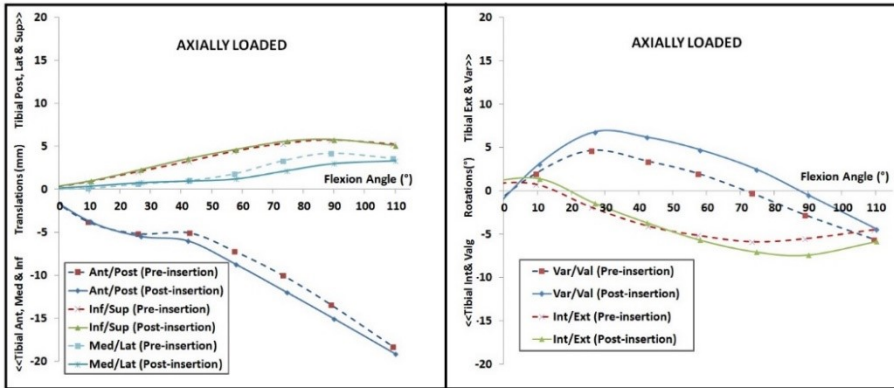 AXIALLY LOADED
<<Tibial Ant, Med & Inf Translations (mm) Tibial Post, Lat & Sup>>
20
15
10
5
0
-5
-10
-15
-20
Flexion Angle (°)
0 10 20 30 40 50 60 70 80 90 100 110
Ant/Post (Pre-insertion)
Ant/Post (Post-insertion)
Inf/Sup (Pre-insertion)
Inf/Sup (Post-insertion)
Med/Lat (Pre-insertion)
Med/Lat (Post-insertion)
AXIALLY LOADED
<<Tibial Int& Valg Rotations(°) Tibial Ext & Var>>
20
15
10
5
0
-5
-10
-15
-20
Flexion Angle (°)
0 10 20 30 40 50 60 70 80 90 100 110
Var/Val (Pre-insertion)
Var/Val (Post-insertion)
Int/Ext (Pre-insertion)
Int/Ext (Post-insertion)